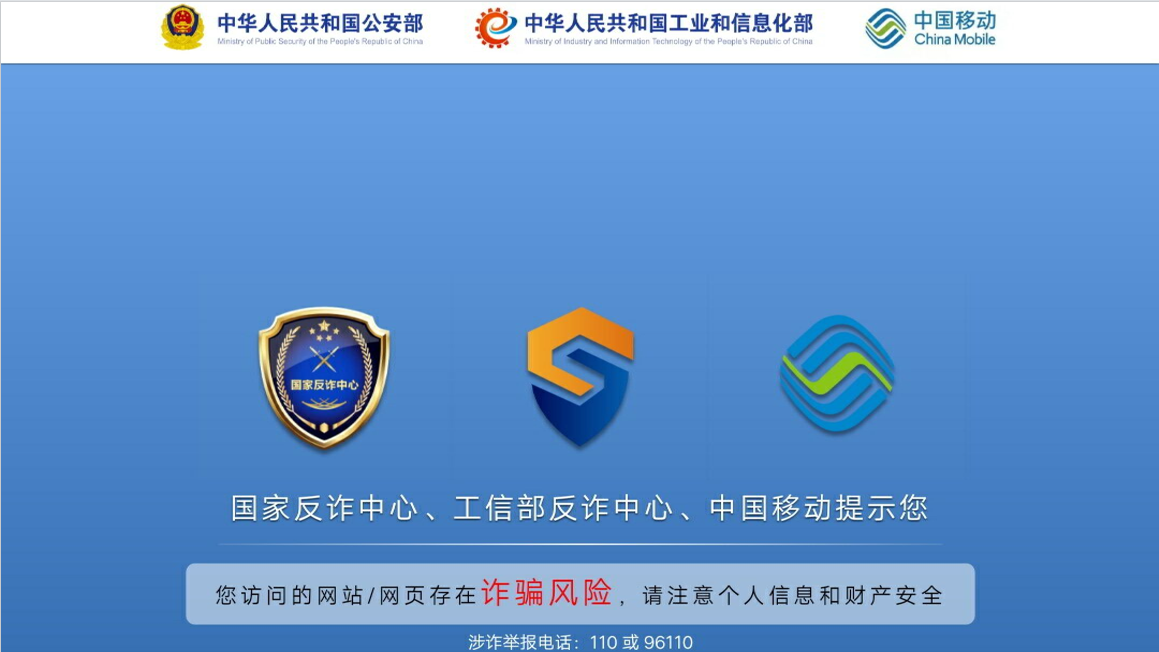 中华人民共和国公安部 中华人民共和国工业和信息化部 中国移动
Ministry of Public Security of the People's Republic of China Ministry of Industry and Information Technology of the People's Republic of China China Mobile
国家反诈中心
国家反诈中心、工信部反诈中心、中国移动提示您
您访问的网站/网页存在诈骗风险，请注意个人信息和财产安全
涉诈举报电话：110 或 96110